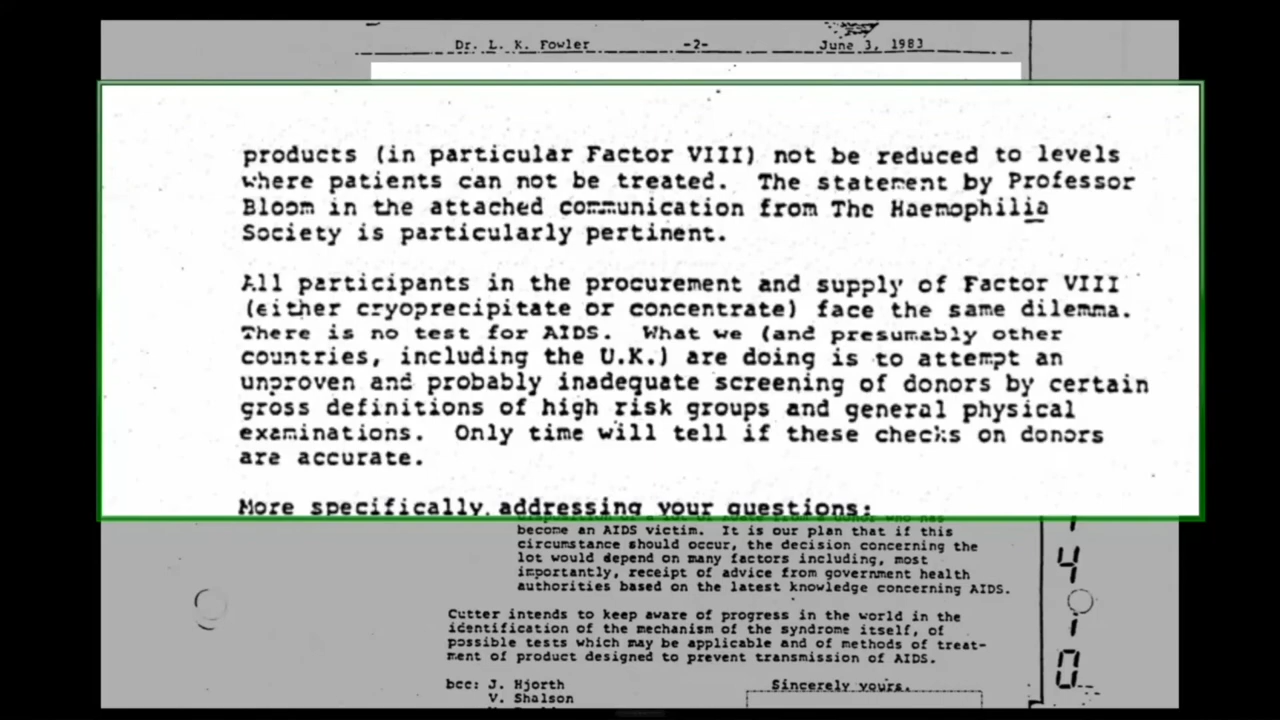 Dr. L. K. Fowler -2- June 3, 1983
products (in particular Factor VIII) not be reduced to levels
where patients can not be treated. The statement by Professor
Bloom in the attached communication from The Haemophilia
Society is particularly pertinent.
All participants in the procurement and supply of Factor VIII
(either cryoprecipitate or concentrate) face the same dilemma.
There is no test for AIDS. What we (and presumably other
countries, including the U.K.) are doing is to attempt an
unproven and probably inadequate screening of donors by certain
gross definitions of high risk groups and general physical
examinations. Only time will tell if these checks on donors
are accurate.
More specifically addressing your questions:
become an AIDS victim. It is our plan that if this
circumstance should occur, the decision concerning the
lot would depend on many factors including, most
importantly, receipt of advice from government health
authorities based on the latest knowledge concerning AIDS.
Cutter intends to keep aware of progress in the world in the
identification of the mechanism of the syndrome itself, of
possible tests which may be applicable and of methods of treat-
ment of product designed to prevent transmission of AIDS.
bcc: J. Hjorth Sincerely yours,
V. Shalson
4
1
0